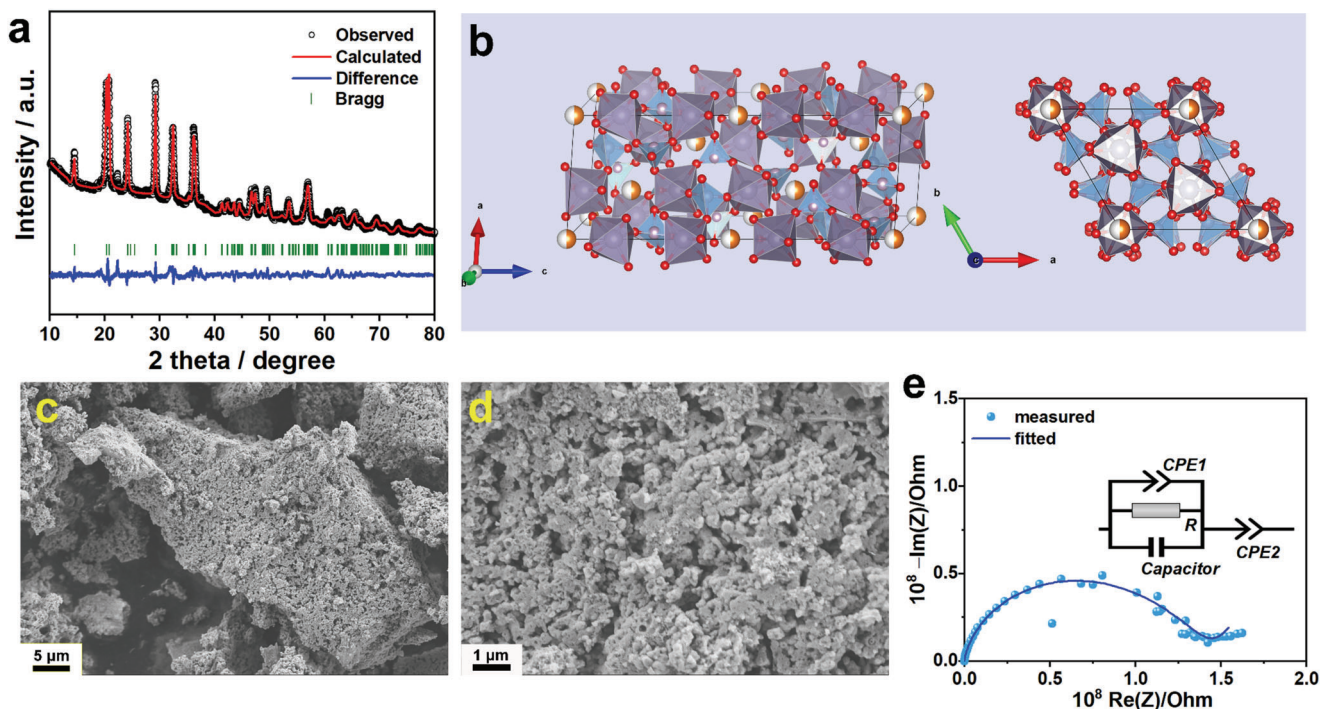 a
Observed
Calculated
Difference
Bragg
Intensity / a.u.
10 20 30 40 50 60 70 80
2 theta / degree
b
a
c
b
b
a
c
c
5 µm
d
1 µm
e
measured
fitted
10⁸ –Im(Z)/Ohm
1.5
1.0
0.5
0.0
CPE1
R
CPE2
Capacitor
0.0 0.5 1.0 1.5 2.0
10⁸ Re(Z)/Ohm